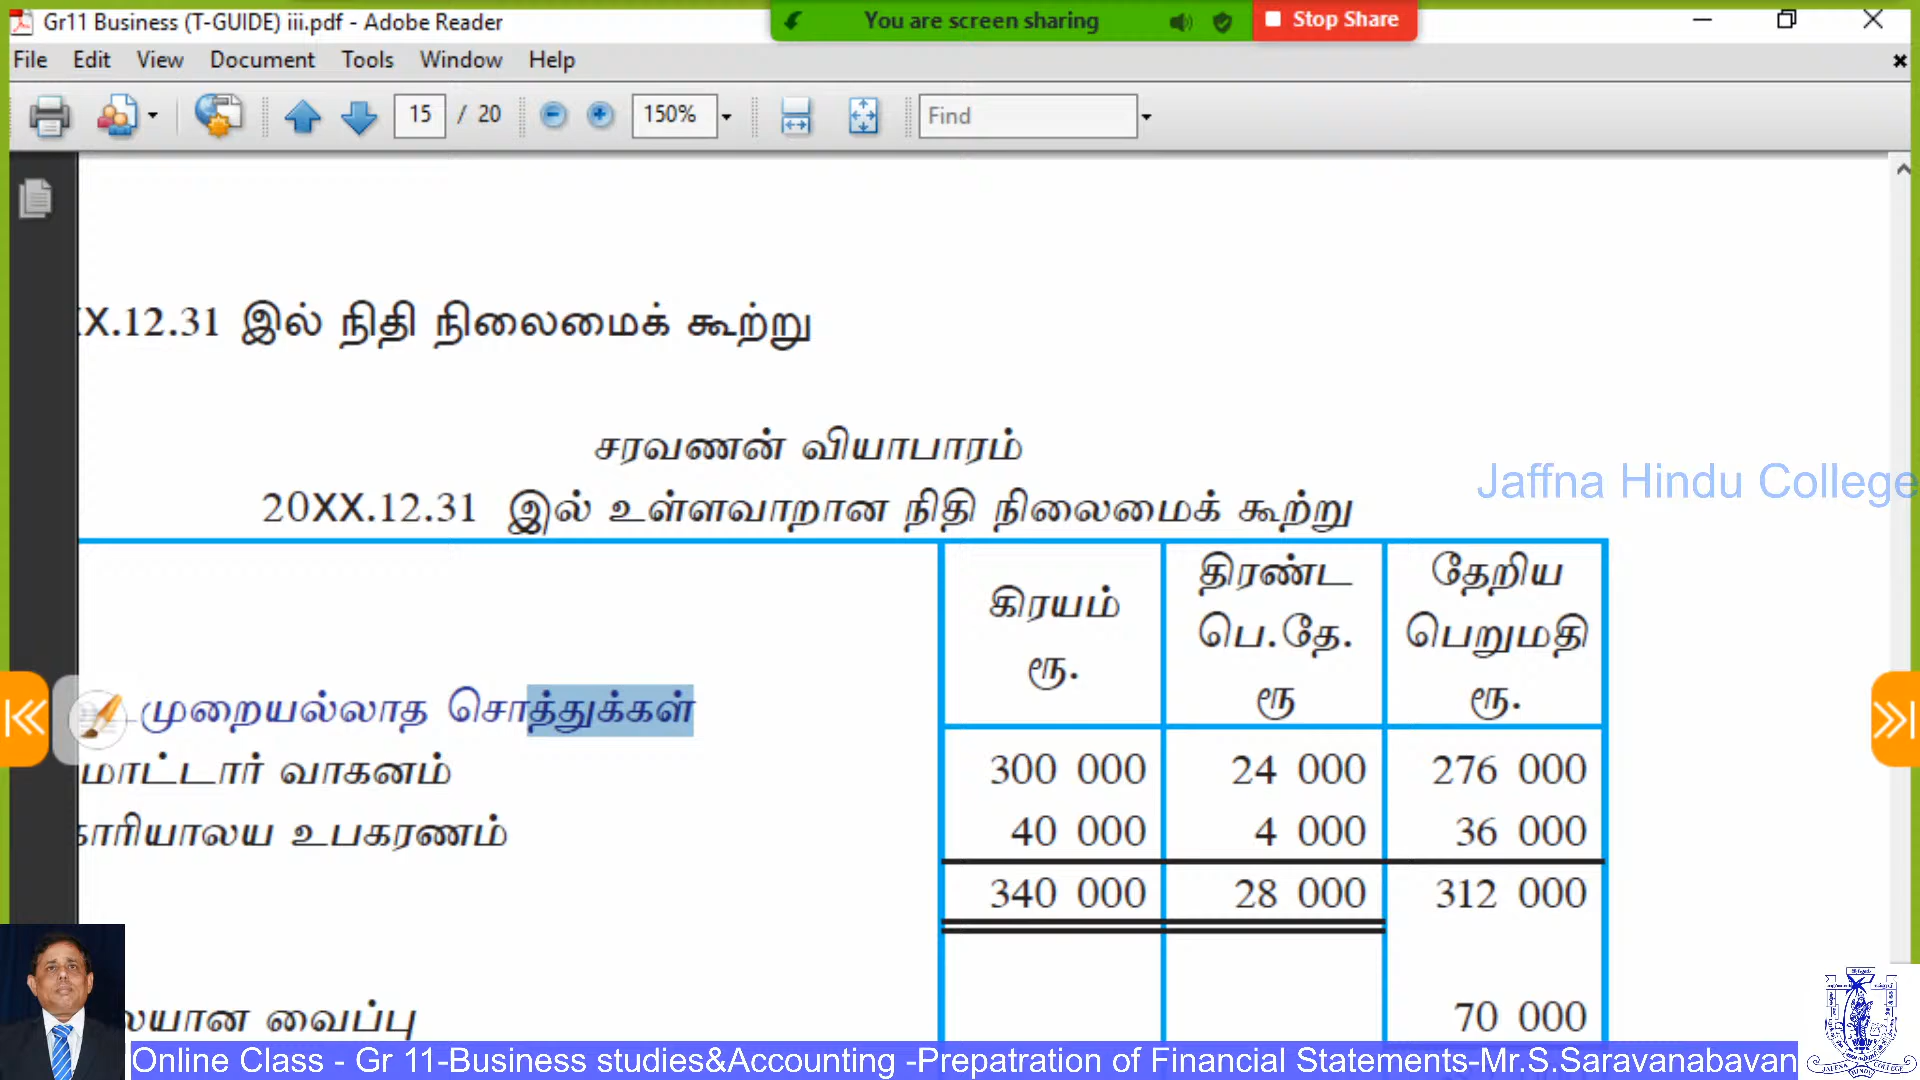 Gr11 Business (T-GUIDE) iii.pdf - Adobe Reader
You are screen sharing
Stop Share
File Edit View Document Tools Window Help
15 / 20 150% Find
X.12.31 இல் நிதி நிலைமைக் கூற்று
சரவணன் வியாபாரம்
20XX.12.31 இல் உள்ளவாறான நிதி நிலைமைக் கூற்று
Jaffna Hindu College
கிரயம் ரூ.
திரண்ட பெ.தே. ரூ
தேறிய பெறுமதி ரூ.
முறையல்லாத சொத்துக்கள்
மோட்டார் வாகனம் 300 000 24 000 276 000
காரியாலய உபகரணம் 40 000 4 000 36 000
340 000 28 000 312 000
வைப்பு 70 000
Online Class - Gr 11-Business studies&Accounting -Prepatration of Financial Statements-Mr.S.Saravanabavan